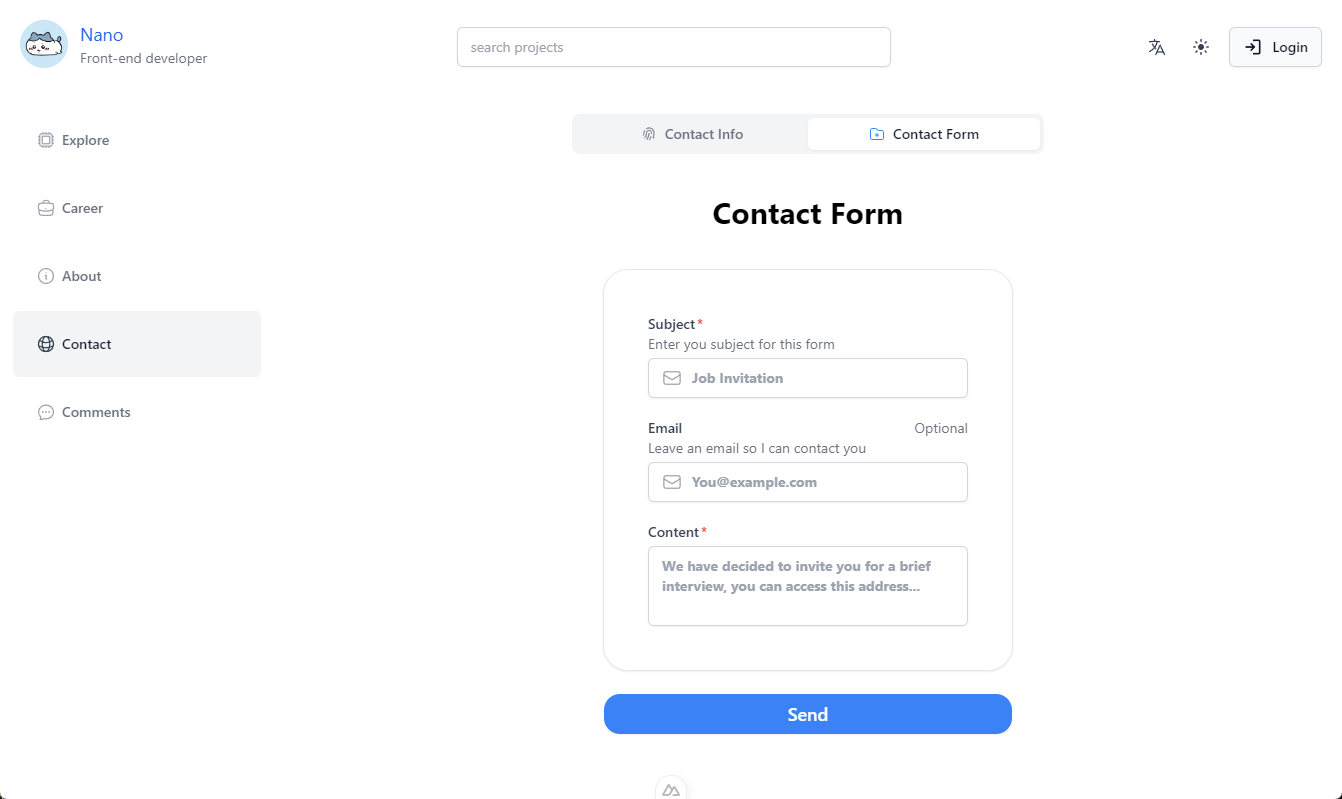 Nano
Front-end developer
search projects
Login
Explore
Career
About
Contact
Comments
Contact Info
Contact Form
Contact Form
Subject*
Enter you subject for this form
Job Invitation
Email
Optional
Leave an email so I can contact you
You@example.com
Content*
We have decided to invite you for a brief
interview, you can access this address...
Send